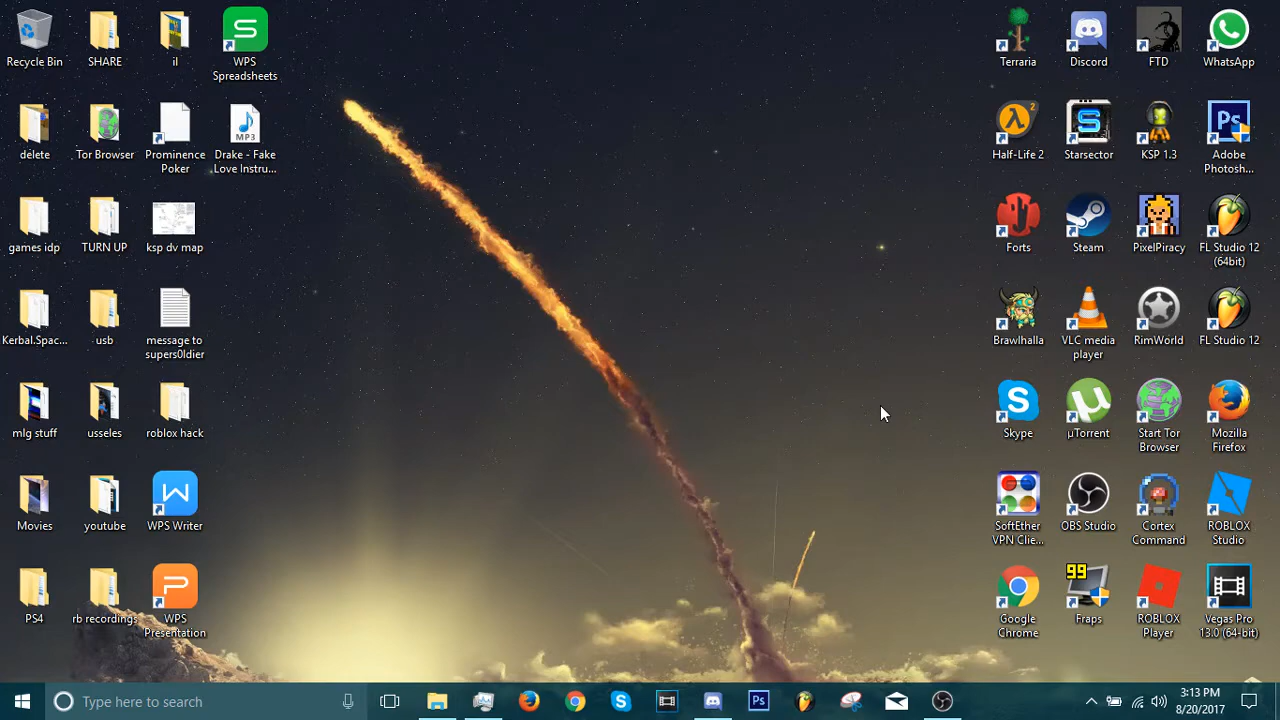 Recycle Bin
SHARE
il
WPS
Spreadsheets
Terraria
Discord
FTD
WhatsApp
delete
Tor Browser
Prominence
Poker
MP3
Drake - Fake
Love Instru...
Half-Life 2
Starsector
KSP 1.3
Ps
Adobe
Photosh...
games idp
TURN UP
ksp dv map
Forts
Steam
PixelPiracy
FL Studio 12
(64bit)
Kerbal.Spac...
usb
message to
supers0ldier
Brawlhalla
VLC media
player
RimWorld
FL Studio 12
mlg stuff
usseles
roblox hack
Skype
µTorrent
Start Tor
Browser
Mozilla
Firefox
Movies
youtube
WPS Writer
SoftEther
VPN Clie...
OBS Studio
Cortex
Command
ROBLOX
Studio
PS4
rb recordings
WPS
Presentation
Google
Chrome
99
Fraps
ROBLOX
Player
Vegas Pro
13.0 (64-bit)
Type here to search
Ps
3:13 PM
8/20/2017